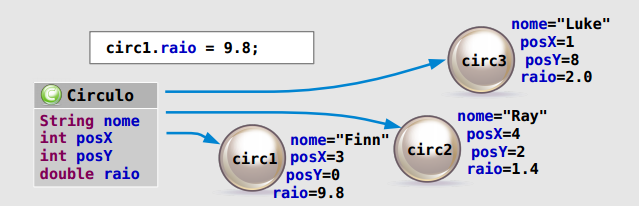 circ1.raio = 9.8;
C Circulo
String nome
int posX
int posY
double raio
circ1
nome="Finn"
posX=3
posY=0
raio=9.8
circ2
nome="Ray"
posX=4
posY=2
raio=1.4
circ3
nome="Luke"
posX=1
posY=8
raio=2.0